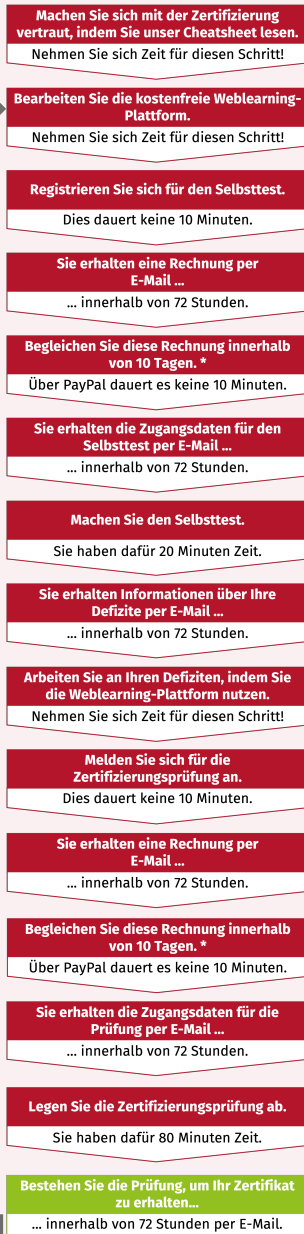 Machen Sie sich mit der Zertifizierung
vertraut, indem Sie unser Cheatsheet lesen.
Nehmen Sie sich Zeit für diesen Schritt!
Bearbeiten Sie die kostenfreie Weblearning-
Plattform.
Nehmen Sie sich Zeit für diesen Schritt!
Registrieren Sie sich für den Selbsttest.
Dies dauert keine 10 Minuten.
Sie erhalten eine Rechnung per
E-Mail ...
... innerhalb von 72 Stunden.
Begleichen Sie diese Rechnung innerhalb
von 10 Tagen. *
Über PayPal dauert es keine 10 Minuten.
Sie erhalten die Zugangsdaten für den
Selbsttest per E-Mail ...
... innerhalb von 72 Stunden.
Machen Sie den Selbsttest.
Sie haben dafür 20 Minuten Zeit.
Sie erhalten Informationen über Ihre
Defizite per E-Mail ...
... innerhalb von 72 Stunden.
Arbeiten Sie an Ihren Defiziten, indem Sie
die Weblearning-Plattform nutzen.
Nehmen Sie sich Zeit für diesen Schritt!
Melden Sie sich für die
Zertifizierungsprüfung an.
Dies dauert keine 10 Minuten.
Sie erhalten eine Rechnung per
E-Mail ...
... innerhalb von 72 Stunden.
Begleichen Sie diese Rechnung innerhalb
von 10 Tagen. *
Über PayPal dauert es keine 10 Minuten.
Sie erhalten die Zugangsdaten für die
Prüfung per E-Mail ...
... innerhalb von 72 Stunden.
Legen Sie die Zertifizierungsprüfung ab.
Sie haben dafür 80 Minuten Zeit.
Bestehen Sie die Prüfung, um Ihr Zertifikat
zu erhalten...
... innerhalb von 72 Stunden per E-Mail.